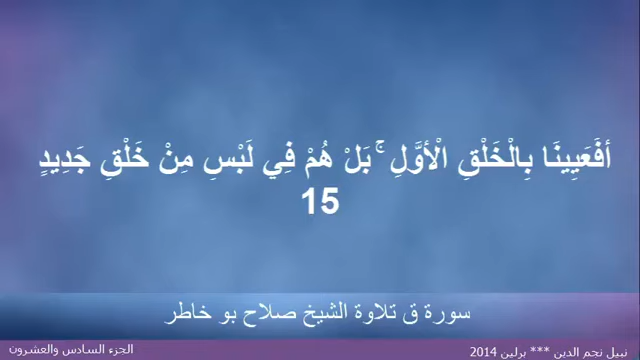 أَفَعَيِينَا بِالْخَلْقِ الْأَوَّلِ ۚ بَلْ هُمْ فِي لَبْسٍ مِنْ خَلْقٍ جَدِيدٍ
15
سورة ق تلاوة الشيخ صلاح بو خاطر
نبيل نجم الدين *** برلين 2014
الجزء السادس والعشرون